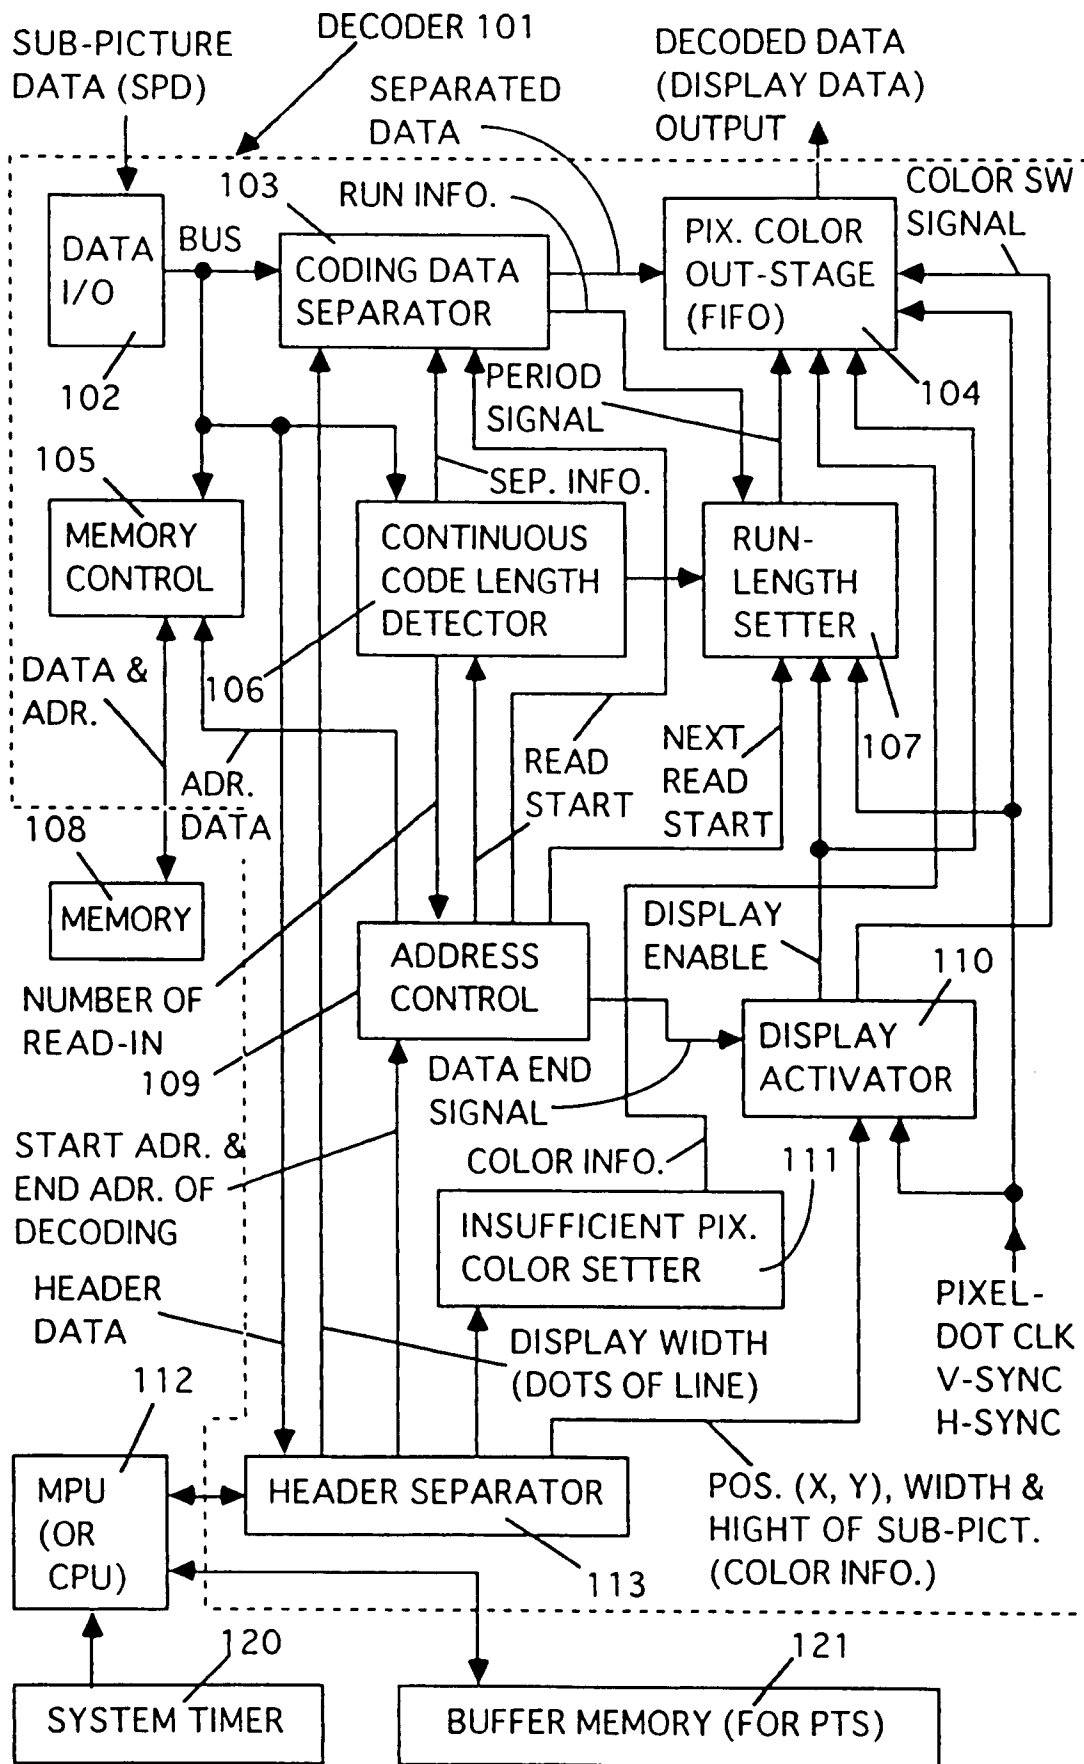 DECODER 101
SUB-PICTURE
DATA (SPD)
SEPARATED
DATA
DECODED DATA
(DISPLAY DATA)
OUTPUT
COLOR SW
SIGNAL
103
RUN INFO.
DATA
I/O
BUS
CODING DATA
SEPARATOR
PIX. COLOR
OUT-STAGE
(FIFO)
102
PERIOD
SIGNAL
104
105
SEP. INFO.
MEMORY
CONTROL
CONTINUOUS
CODE LENGTH
DETECTOR
RUN-
LENGTH
SETTER
DATA &
ADR.
106
107
ADR.
DATA
READ
START
NEXT
READ
START
108
MEMORY
DISPLAY
ENABLE
ADDRESS
CONTROL
110
NUMBER OF
READ-IN
109
DISPLAY
ACTIVATOR
DATA END
SIGNAL
START ADR. &
END ADR. OF
DECODING
COLOR INFO.
111
INSUFFICIENT PIX.
COLOR SETTER
HEADER
DATA
DISPLAY WIDTH
(DOTS OF LINE)
PIXEL-
DOT CLK
V-SYNC
H-SYNC
112
MPU
(OR
CPU)
HEADER SEPARATOR
113
POS. (X, Y), WIDTH &
HIGHT OF SUB-PICT.
(COLOR INFO.)
120
SYSTEM TIMER
121
BUFFER MEMORY (FOR PTS)